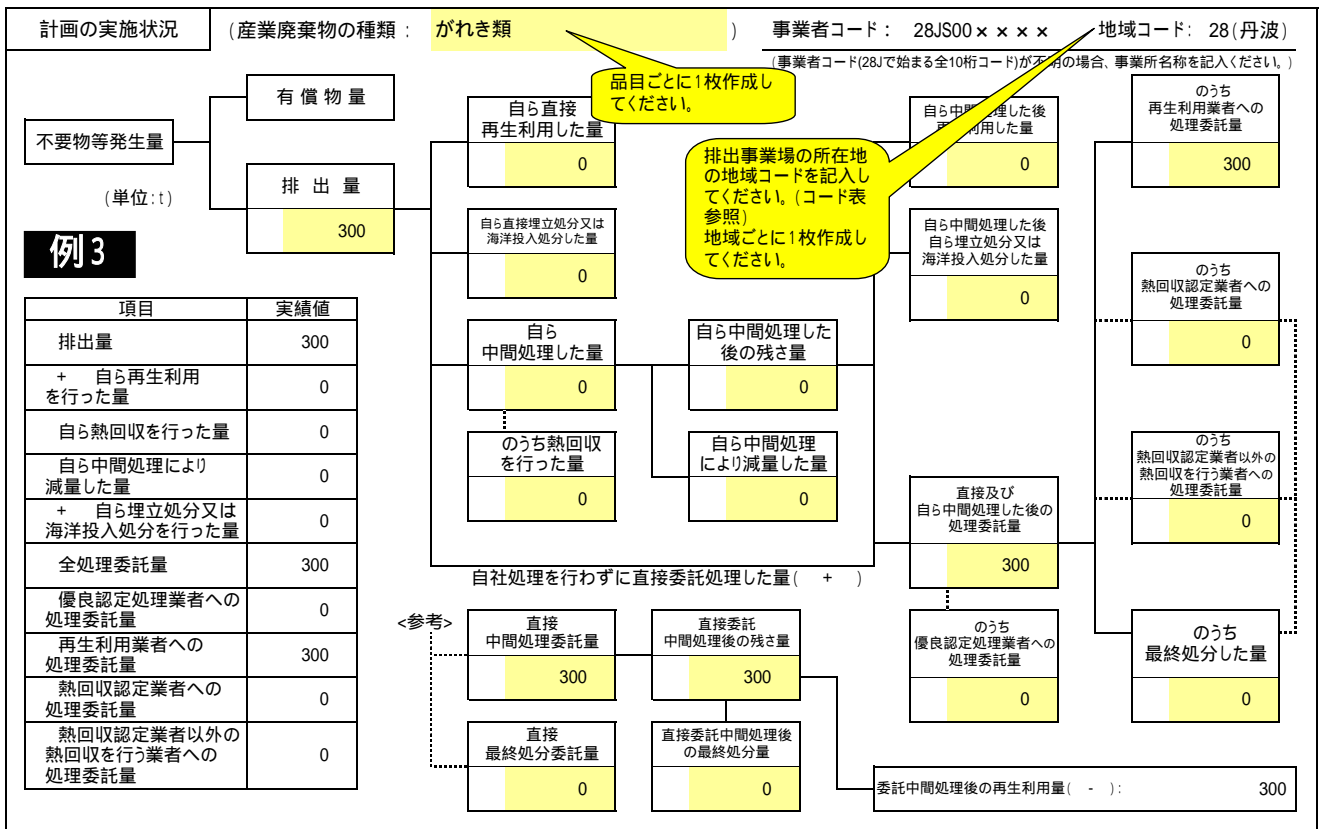 計画の実施状況
(産業廃棄物の種類： がれき類 )
事業者コード： 28JS00×××× 地域コード: 28(丹波)
(事業者コード(28Jで始まる全10桁コード)が不明の場合、事業所名称を記入ください。)
品目ごとに1枚作成し
てください。
排出事業場の所在地
の地域コードを記入し
てください。(コード表
参照)
地域ごとに1枚作成し
てください。
不要物等発生量
(単位:t)
有償物量
排出量
300
例3
項目 実績値
排出量 300
+ 自ら再生利用
を行った量 0
自ら熱回収を行った量 0
自ら中間処理により
減量した量 0
+ 自ら埋立処分又は
海洋投入処分を行った量 0
全処理委託量 300
優良認定処理業者への
処理委託量 0
再生利用業者への
処理委託量 300
熱回収認定業者への
処理委託量 0
熱回収認定業者以外の
熱回収を行う業者への
処理委託量 0
自ら直接
再生利用した量
0
自ら直接埋立処分又は
海洋投入処分した量
0
自ら
中間処理した量
0
のうち熱回収
を行った量
0
自ら中間処理した
後の残さ量
0
自ら中間処理
により減量した量
0
自ら中間処理した後
再生利用した量
0
自ら中間処理した後
自ら埋立処分又は
海洋投入処分した量
0
直接及び
自ら中間処理した後の
処理委託量
300
のうち
優良認定処理業者への
処理委託量
0
のうち
再生利用業者への
処理委託量
300
のうち
熱回収認定業者への
処理委託量
0
のうち
熱回収認定業者以外の
熱回収を行う業者への
処理委託量
0
のうち
最終処分した量
0
自社処理を行わずに直接委託処理した量( + )
<参考>
直接
中間処理委託量
300
直接委託
中間処理後の残さ量
300
直接
最終処分委託量
0
直接委託中間処理後
の最終処分量
0
委託中間処理後の再生利用量( - ): 300